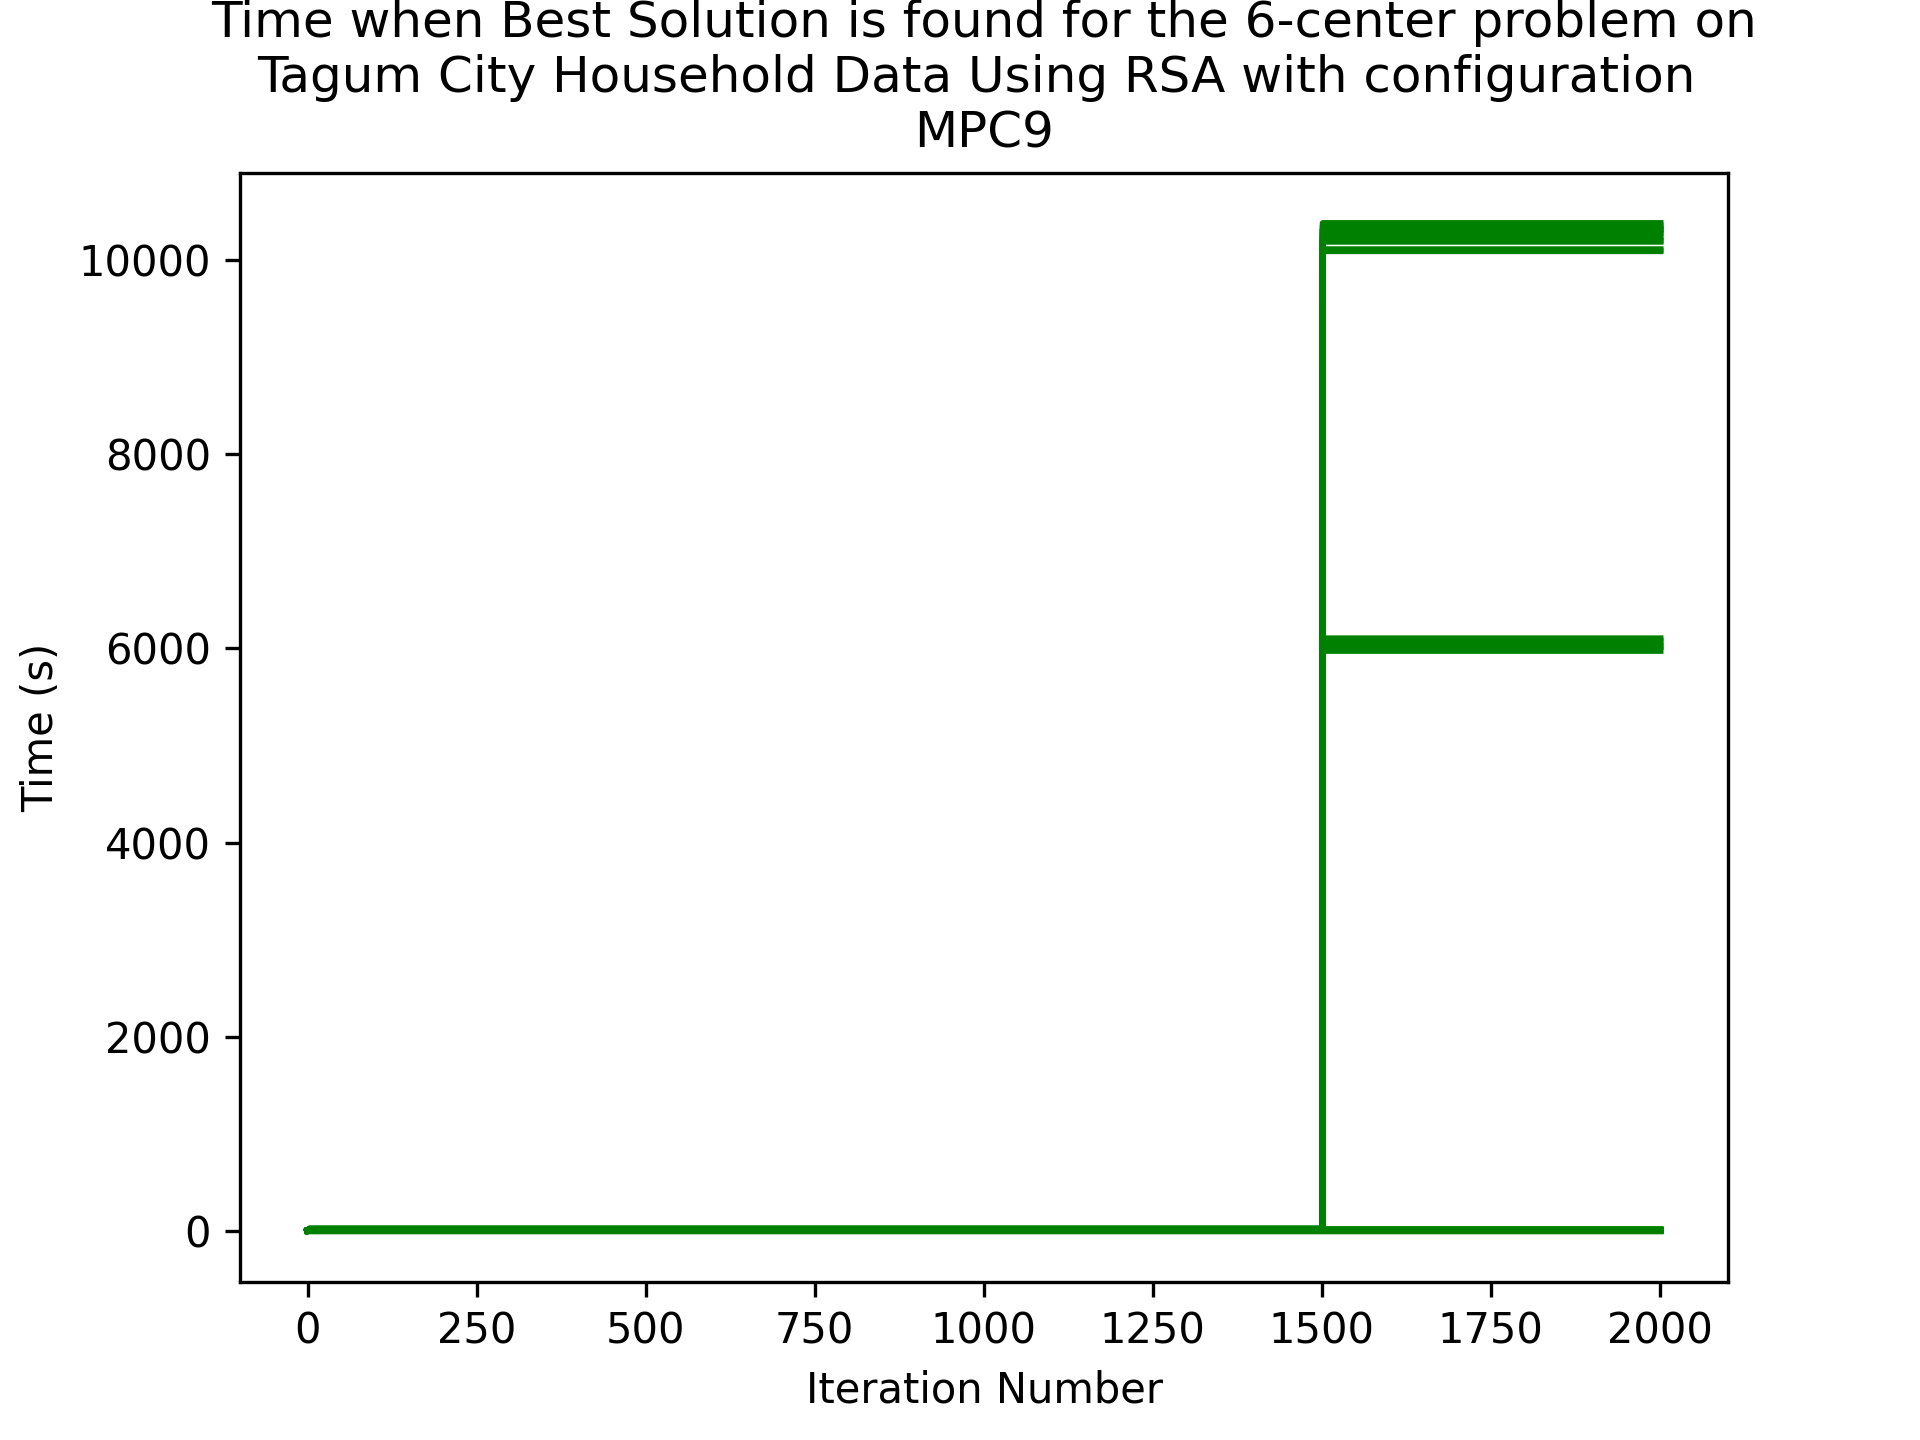 Time when Best Solution is found for the 6-center problem on
Tagum City Household Data Using RSA with configuration
MPC9
10000
8000
6000
4000
2000
0
Time (s)
0 250 500 750 1000 1250 1500 1750 2000
Iteration Number